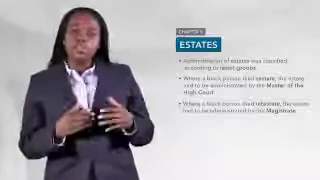 CHAPTER 5
ESTATES
• Administration of estates was classified
according to racial groups.
• Where a black person died testate, the estate
had to be administered by the Master of the
High Court
• Where a black person died intestate, the estate
had to be administered by the Magistrate